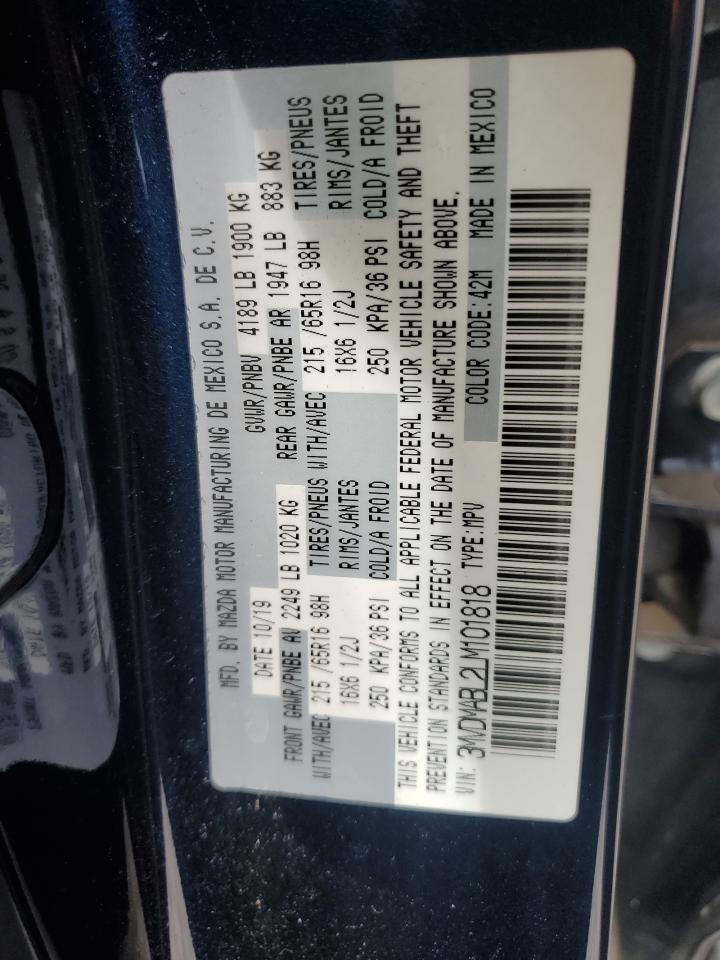 MFD. BY MAZDA MOTOR MANUFACTURING DE MEXICO S.A. DE C.V.
DATE 10/19 GVWR/PNBV 4189 LB 1900 KG
FRONT GAWR/PNBE AV 2249 LB 1020 KG REAR GAWR/PNBE AR 1947 LB 883 KG
WITH/AVEC 215 /65R16 98H TIRES/PNEUS WITH/AVEC 215 /65R16 98H TIRES/PNEUS
16X6 1/2J RIMS/JANTES 16X6 1/2J RIMS/JANTES
250 KPA/36 PSI COLD/A FROID 250 KPA/36 PSI COLD/A FROID
THIS VEHICLE CONFORMS TO ALL APPLICABLE FEDERAL MOTOR VEHICLE SAFETY AND THEFT
PREVENTION STANDARDS IN EFFECT ON THE DATE OF MANUFACTURE SHOWN ABOVE.
VIN: 3MVDMABL2LM101818 TYPE: MPV COLOR CODE: 42M MADE IN MEXICO